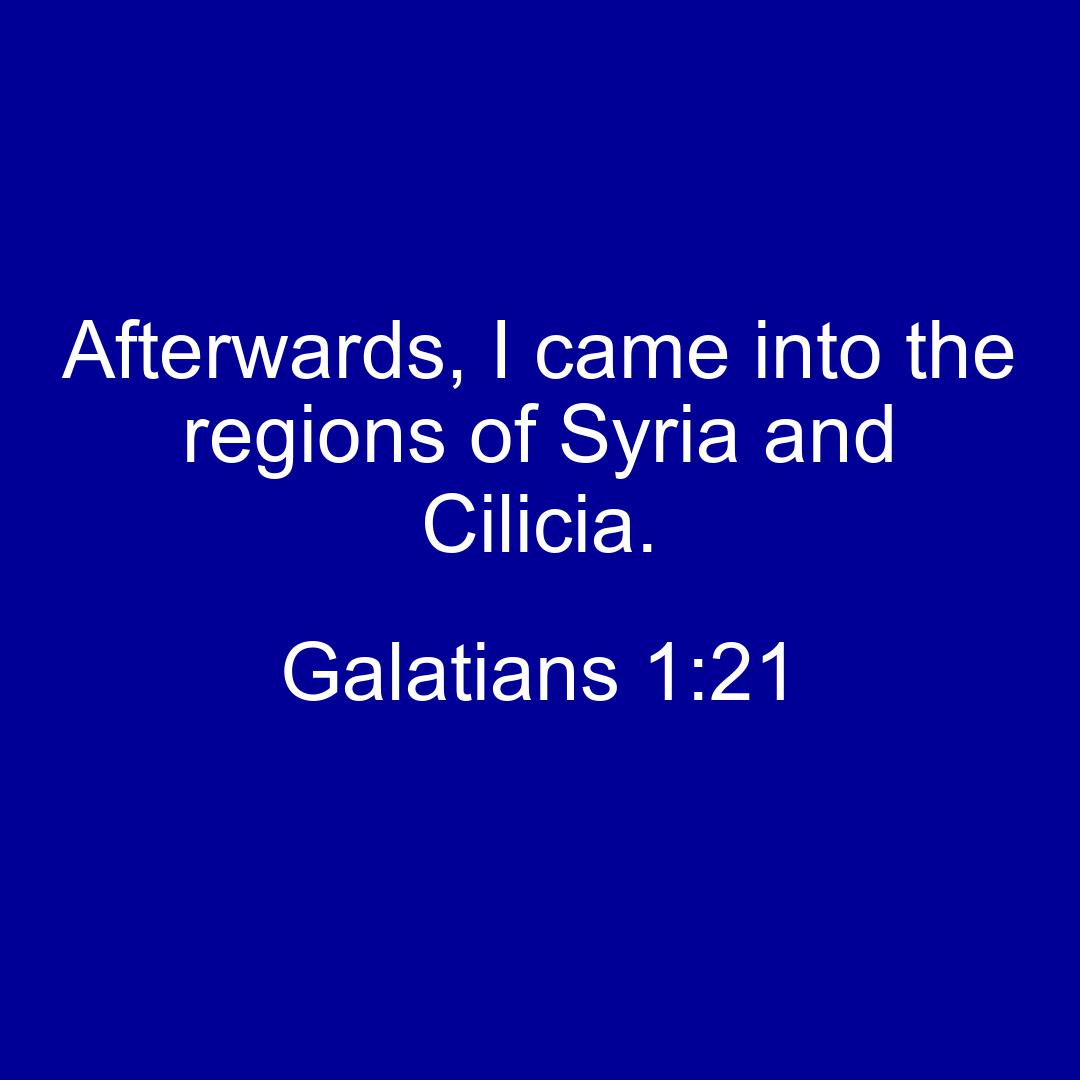 Afterwards, I came into the
regions of Syria and
Cilicia.
Galatians 1:21